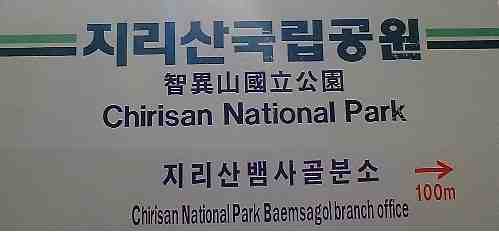 지리산국립공원
智異山國立公園
Chirisan National Park
지리산뱀사골분소
100m
Chirisan National Park Baemsagol branch office